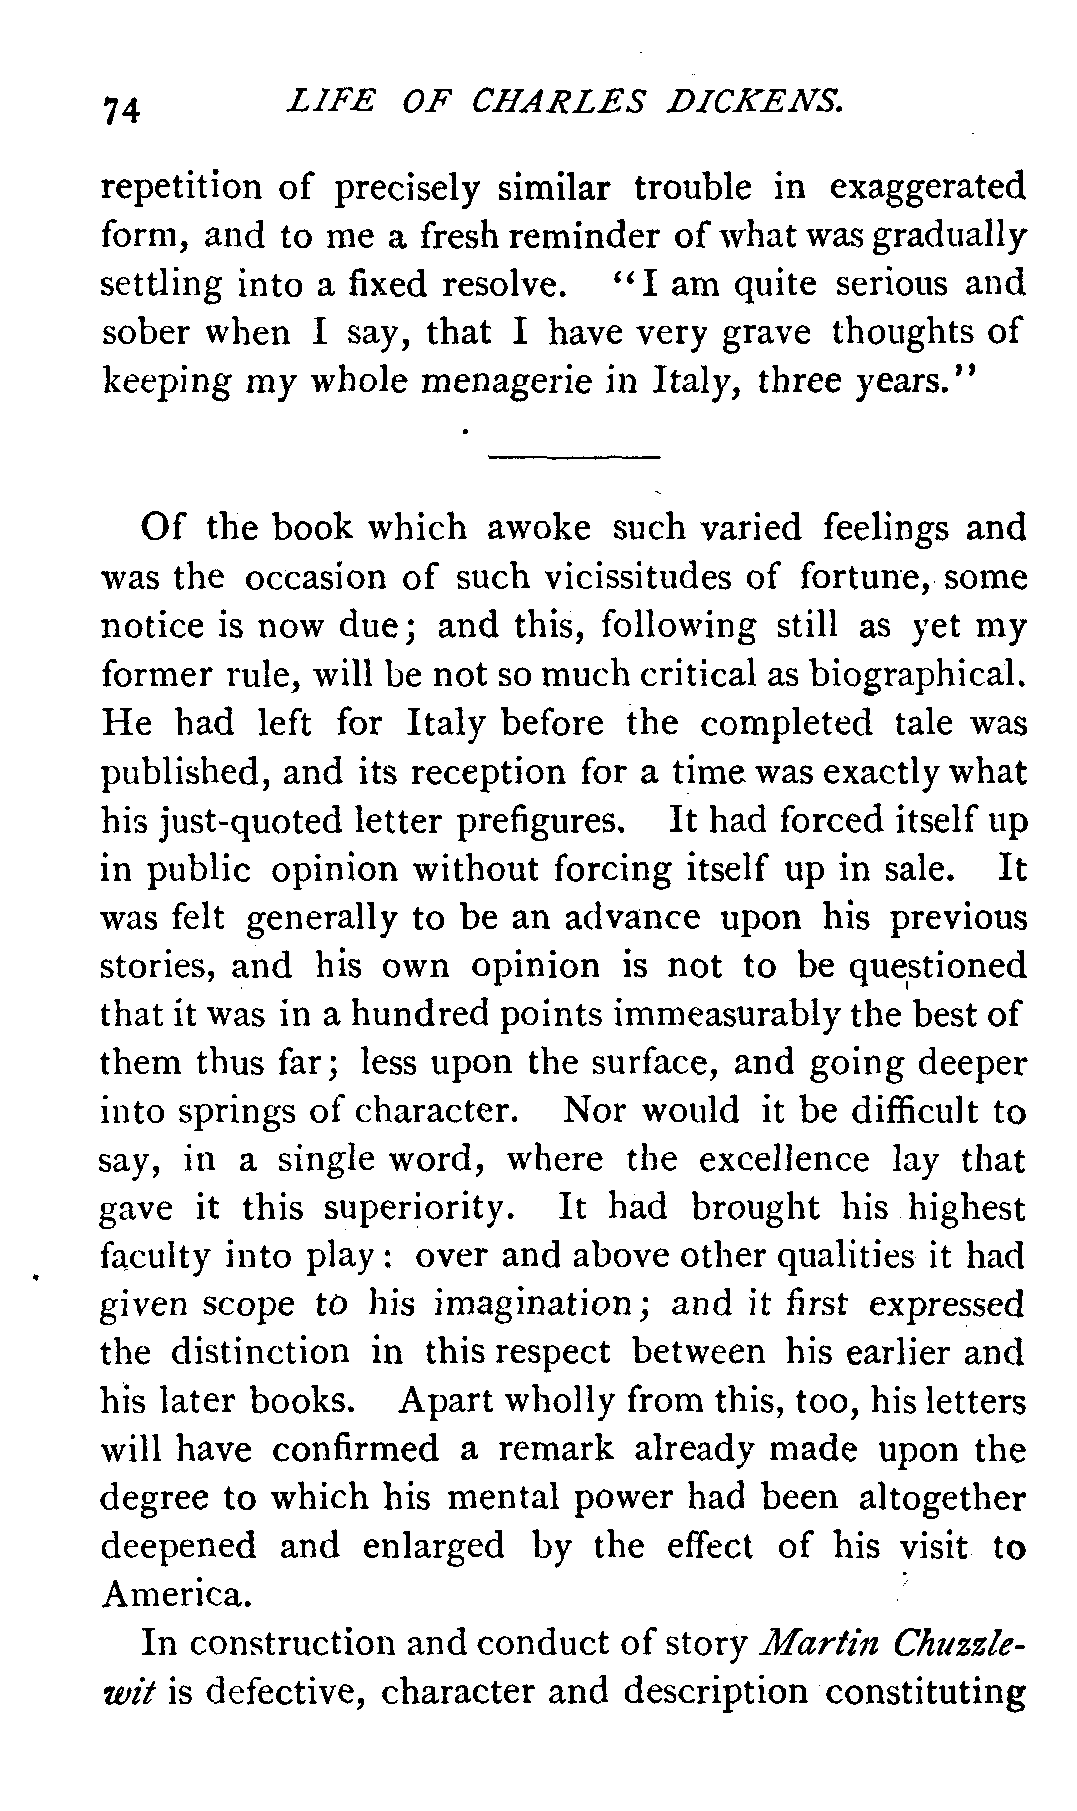 74 LIFE OF CHARLES DICKENS.
repetition of precisely similar trouble in exaggerated
form, and to me a fresh reminder of what was gradually
settling into a fixed resolve. "I am quite serious and
sober when I say, that I have very grave thoughts of
keeping my whole menagerie in Italy, three years."
Of the book which awoke such varied feelings and
was the occasion of such vicissitudes of fortune, some
notice is now due; and this, following still as yet my
former rule, will be not so much critical as biographical.
He had left for Italy before the completed tale was
published, and its reception for a time was exactly what
his just-quoted letter prefigures. It had forced itself up
in public opinion without forcing itself up in sale. It
was felt generally to be an advance upon his previous
stories, and his own opinion is not to be questioned
that it was in a hundred points immeasurably the best of
them thus far; less upon the surface, and going deeper
into springs of character. Nor would it be difficult to
say, in a single word, where the excellence lay that
gave it this superiority. It had brought his highest
faculty into play: over and above other qualities it had
given scope to his imagination; and it first expressed
the distinction in this respect between his earlier and
his later books. Apart wholly from this, too, his letters
will have confirmed a remark already made upon the
degree to which his mental power had been altogether
deepened and enlarged by the effect of his visit to
America.
In construction and conduct of story Martin Chuzzle-
wit is defective, character and description constituting